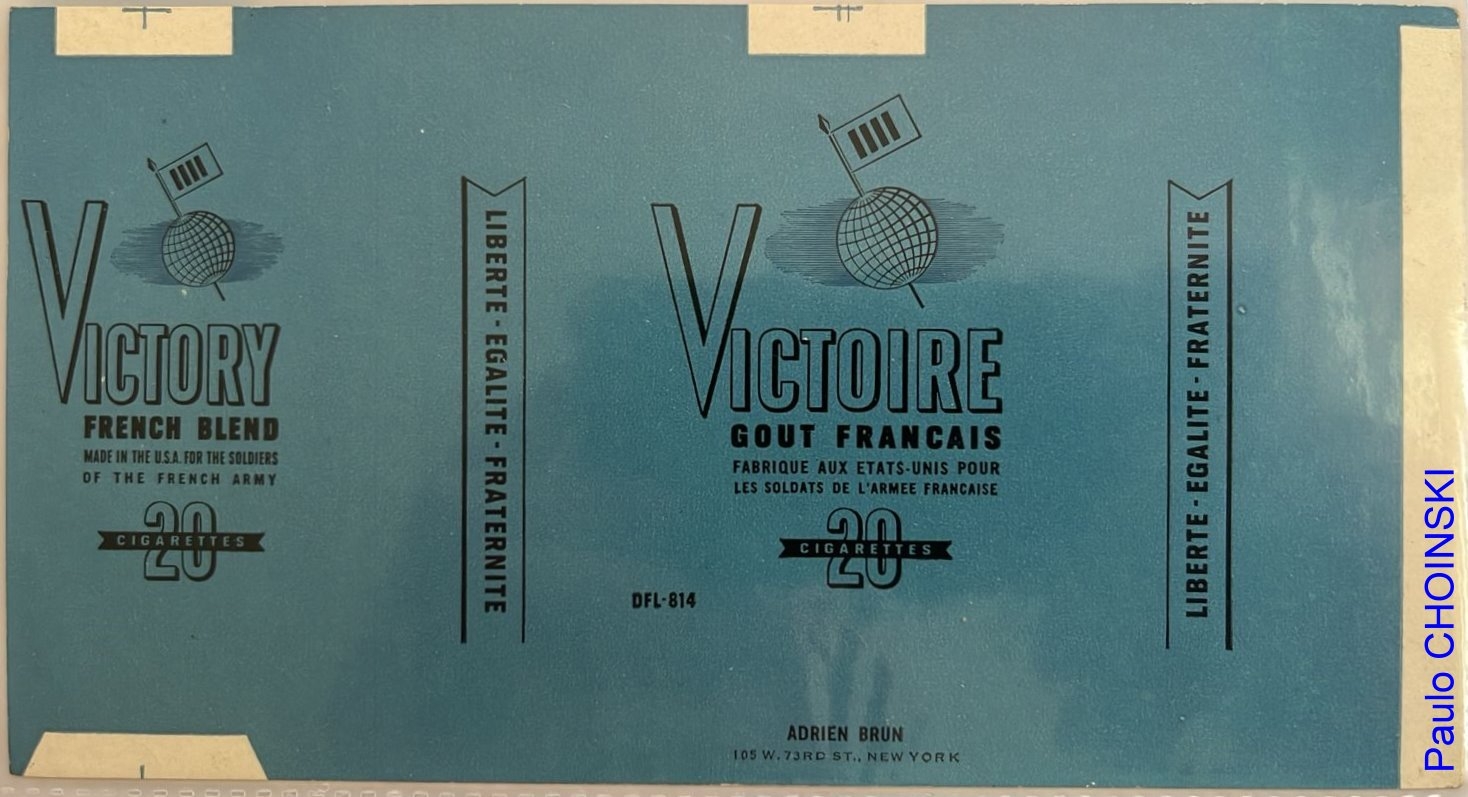 VICTORY
FRENCH BLEND
MADE IN THE U.S.A. FOR THE SOLDIERS
OF THE FRENCH ARMY
20
CIGARETTES
LIBERTE - EGALITE - FRATERNITE
VICTOIRE
GOUT FRANCAIS
FABRIQUE AUX ETATS-UNIS POUR
LES SOLDATS DE L'ARMEE FRANCAISE
20
CIGARETTES
DFL-814
ADRIEN BRUN
105 W. 73RD ST., NEW YORK
LIBERTE - EGALITE - FRATERNITE
Paulo CHOINSKI